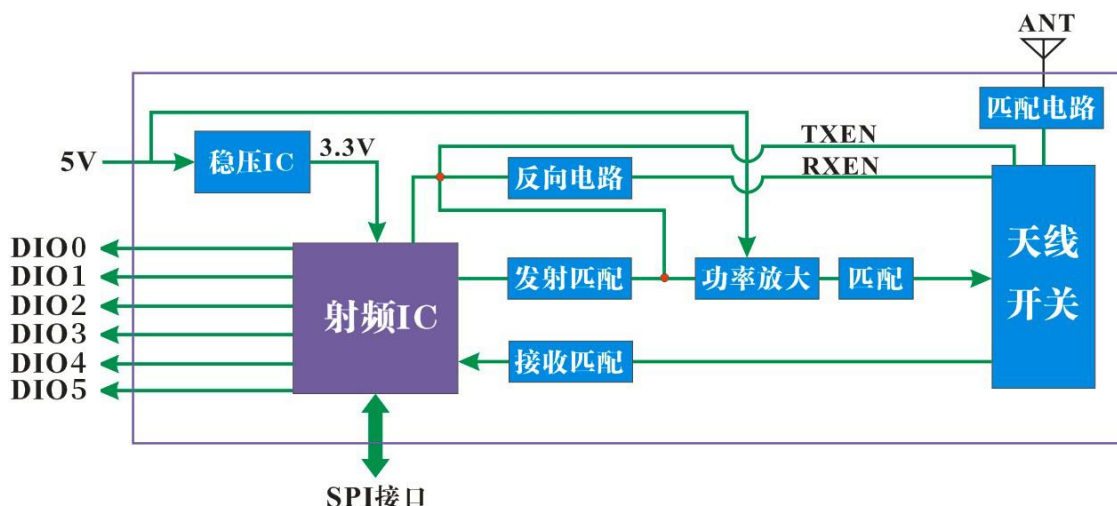 ANT
匹配电路
TXEN
5V
稳压IC
3.3V
反向电路
RXEN
天线
开关
DIO0
DIO1
DIO2
DIO3
DIO4
DIO5
射频IC
发射匹配
功率放大
匹配
接收匹配
SPI接口